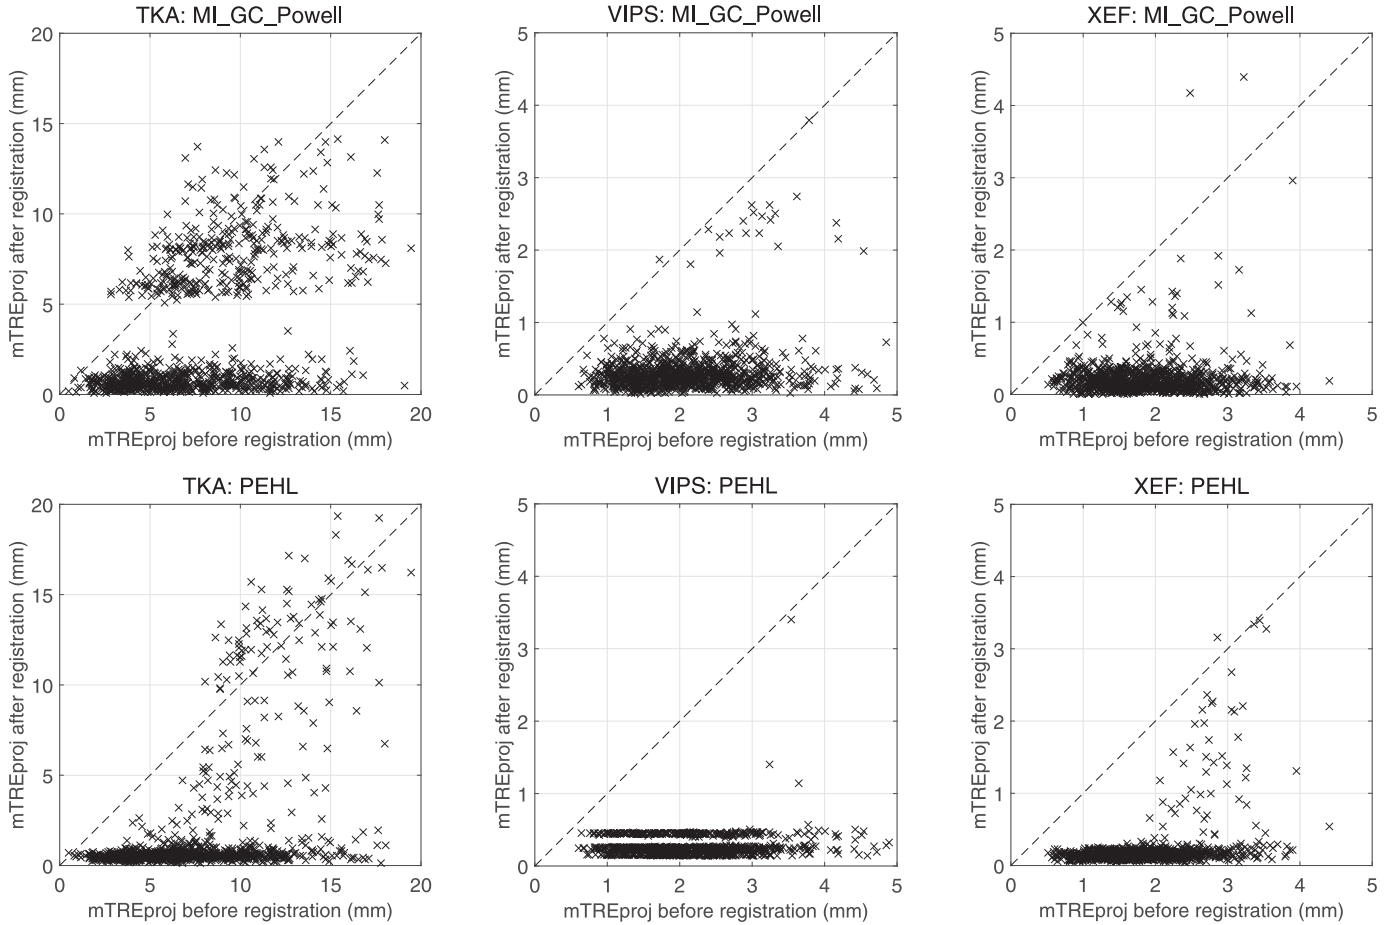 TKA: MI_GC_Powell
VIPS: MI_GC_Powell
XEF: MI_GC_Powell
mTREproj after registration (mm)
20
15
10
5
0
0 5 10 15 20
mTREproj before registration (mm)
mTREproj after registration (mm)
5
4
3
2
1
0
0 1 2 3 4 5
mTREproj before registration (mm)
mTREproj after registration (mm)
5
4
3
2
1
0
0 1 2 3 4 5
mTREproj before registration (mm)
TKA: PEHL
VIPS: PEHL
XEF: PEHL
mTREproj after registration (mm)
20
15
10
5
0
0 5 10 15 20
mTREproj before registration (mm)
mTREproj after registration (mm)
5
4
3
2
1
0
0 1 2 3 4 5
mTREproj before registration (mm)
mTREproj after registration (mm)
5
4
3
2
1
0
0 1 2 3 4 5
mTREproj before registration (mm)